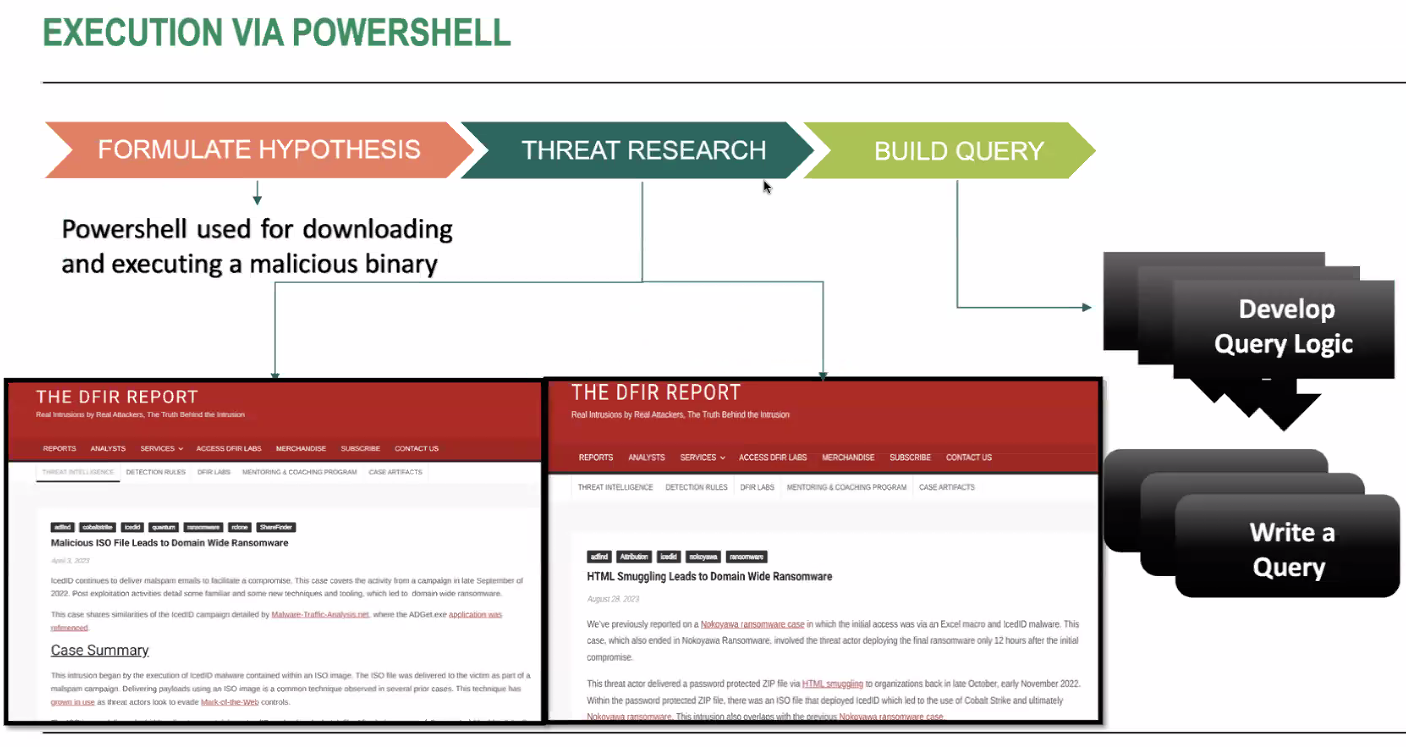 EXECUTION VIA POWERSHELL
FORMULATE HYPOTHESIS
THREAT RESEARCH
BUILD QUERY
Powershell used for downloading
and executing a malicious binary
Develop
Query Logic
Write a
Query
THE DFIR REPORT
Real Intrusions by Real Attackers, The Truth Behind the Intrusion
REPORTS ANALYSTS SERVICES ACCESS DFIR LABS MERCHANDISE SUBSCRIBE CONTACT US
THREAT INTELLIGENCE DETECTION RULES DFIR LABS MENTORING & COACHING PROGRAM CASE ARTIFACTS
adfind cobaltstrike icedid quantum ransomware rclone ShareFinder
Malicious ISO File Leads to Domain Wide Ransomware
April 3, 2023
IcedID continues to deliver malspam emails to facilitate a compromise. This case covers the activity from a campaign in late September of
2022. Post exploitation activities detail some familiar and some new techniques and tooling, which led to domain wide ransomware.
This case shares similarities of the IcedID campaign detailed by Malware-Traffic-Analysis.net, where the ADGet.exe application was
referenced.
Case Summary
This intrusion began by the execution of IcedID malware contained within an ISO image. The ISO file was delivered to the victim as part of a
malspam campaign. Delivering payloads using an ISO image is a common technique observed in several prior cases. This technique has
grown in use as threat actors look to evade Mark-of-the-Web controls.
THE DFIR REPORT
Real Intrusions by Real Attackers, The Truth Behind the Intrusion
REPORTS ANALYSTS SERVICES ACCESS DFIR LABS MERCHANDISE SUBSCRIBE CONTACT US
THREAT INTELLIGENCE DETECTION RULES DFIR LABS MENTORING & COACHING PROGRAM CASE ARTIFACTS
adfind Attribution icedid nokoyawa ransomware
HTML Smuggling Leads to Domain Wide Ransomware
August 28, 2023
We've previously reported on a Nokoyawa ransomware case in which the initial access was via an Excel macro and IcedID malware. This
case, which also ended in Nokoyawa Ransomware, involved the threat actor deploying the final ransomware only 12 hours after the initial
compromise.
This threat actor delivered a password protected ZIP file via HTML smuggling to organizations back in late October, early November 2022.
Within the password protected ZIP file, there was an ISO file that deployed IcedID which led to the use of Cobalt Strike and ultimately
Nokoyawa ransomware. This intrusion also overlaps with the previous Nokoyawa ransomware case.